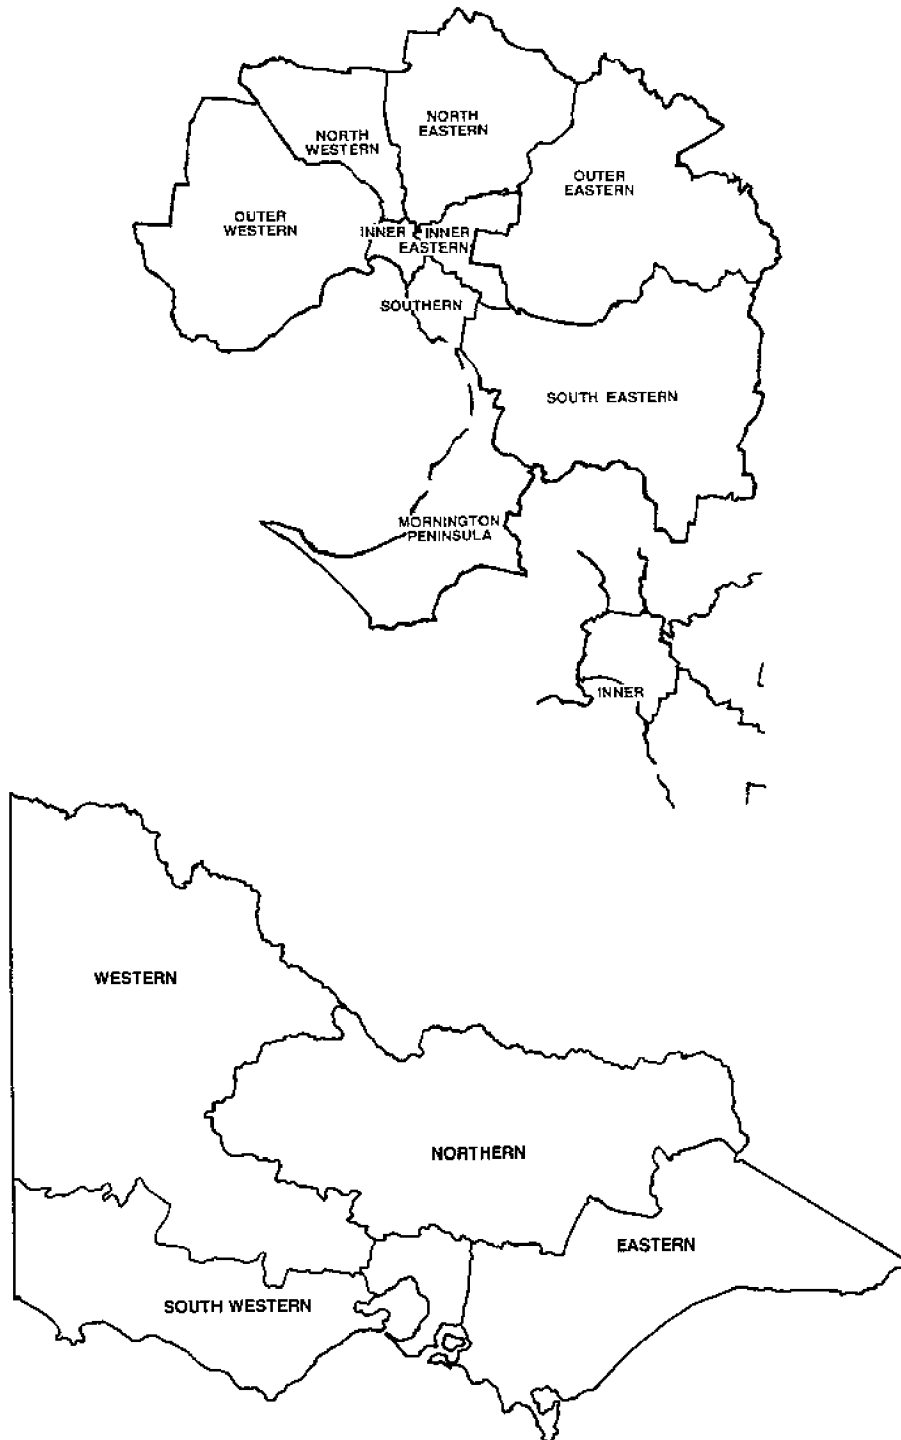 NORTH
EASTERN
NORTH
WESTERN
OUTER
EASTERN
OUTER
WESTERN
INNER
INNER
EASTERN
SOUTHERN
SOUTH EASTERN
MORNINGTON
PENINSULA
INNER
WESTERN
NORTHERN
EASTERN
SOUTH WESTERN